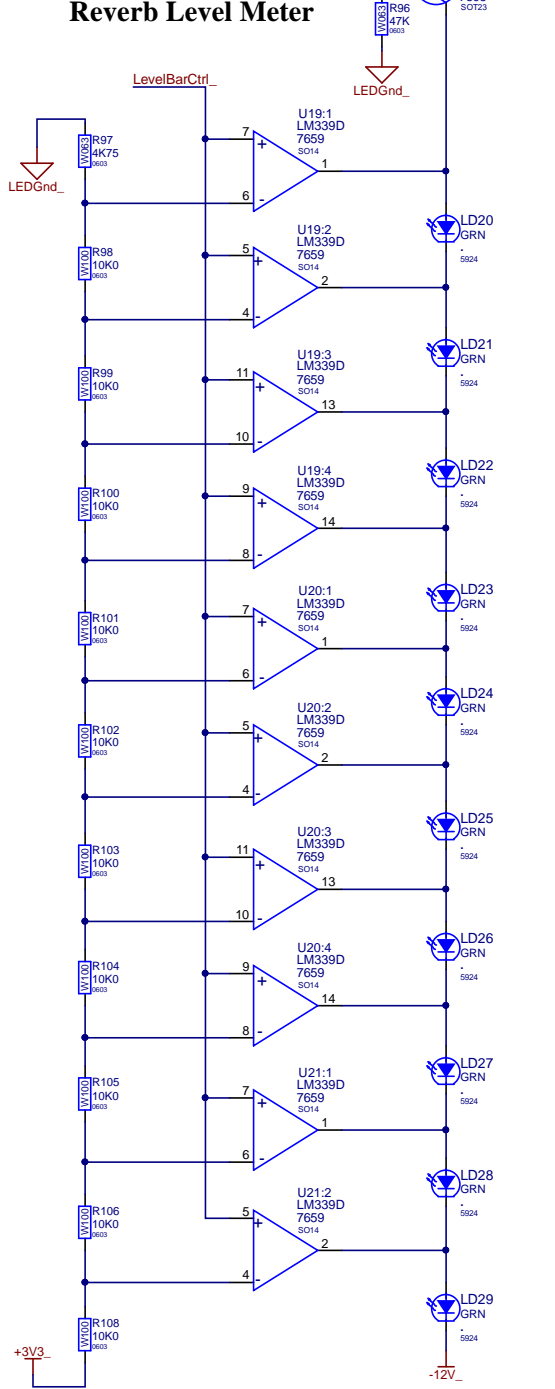 Reverb Level Meter
SOT23
W063 R96
47K
0603
LEDGnd_
LevelBarCtrl_
LEDGnd_
W063 R97
4K75
0603
7 + 6 - 1
U19:1
LM339D
7659
SO14
W100 R98
10K0
0603
5 + 4 - 2
U19:2
LM339D
7659
SO14
LD20
GRN
.
5924
W100 R99
10K0
0603
11 + 10 - 13
U19:3
LM339D
7659
SO14
LD21
GRN
.
5924
W100 R100
10K0
0603
9 + 8 - 14
U19:4
LM339D
7659
SO14
LD22
GRN
.
5924
W100 R101
10K0
0603
7 + 6 - 1
U20:1
LM339D
7659
SO14
LD23
GRN
.
5924
W100 R102
10K0
0603
5 + 4 - 2
U20:2
LM339D
7659
SO14
LD24
GRN
.
5924
W100 R103
10K0
0603
11 + 10 - 13
U20:3
LM339D
7659
SO14
LD25
GRN
.
5924
W100 R104
10K0
0603
9 + 8 - 14
U20:4
LM339D
7659
SO14
LD26
GRN
.
5924
W100 R105
10K0
0603
7 + 6 - 1
U21:1
LM339D
7659
SO14
LD27
GRN
.
5924
W100 R106
10K0
0603
5 + 4 - 2
U21:2
LM339D
7659
SO14
LD28
GRN
.
5924
W100 R108
10K0
0603
LD29
GRN
.
5924
+3V3_
-12V_